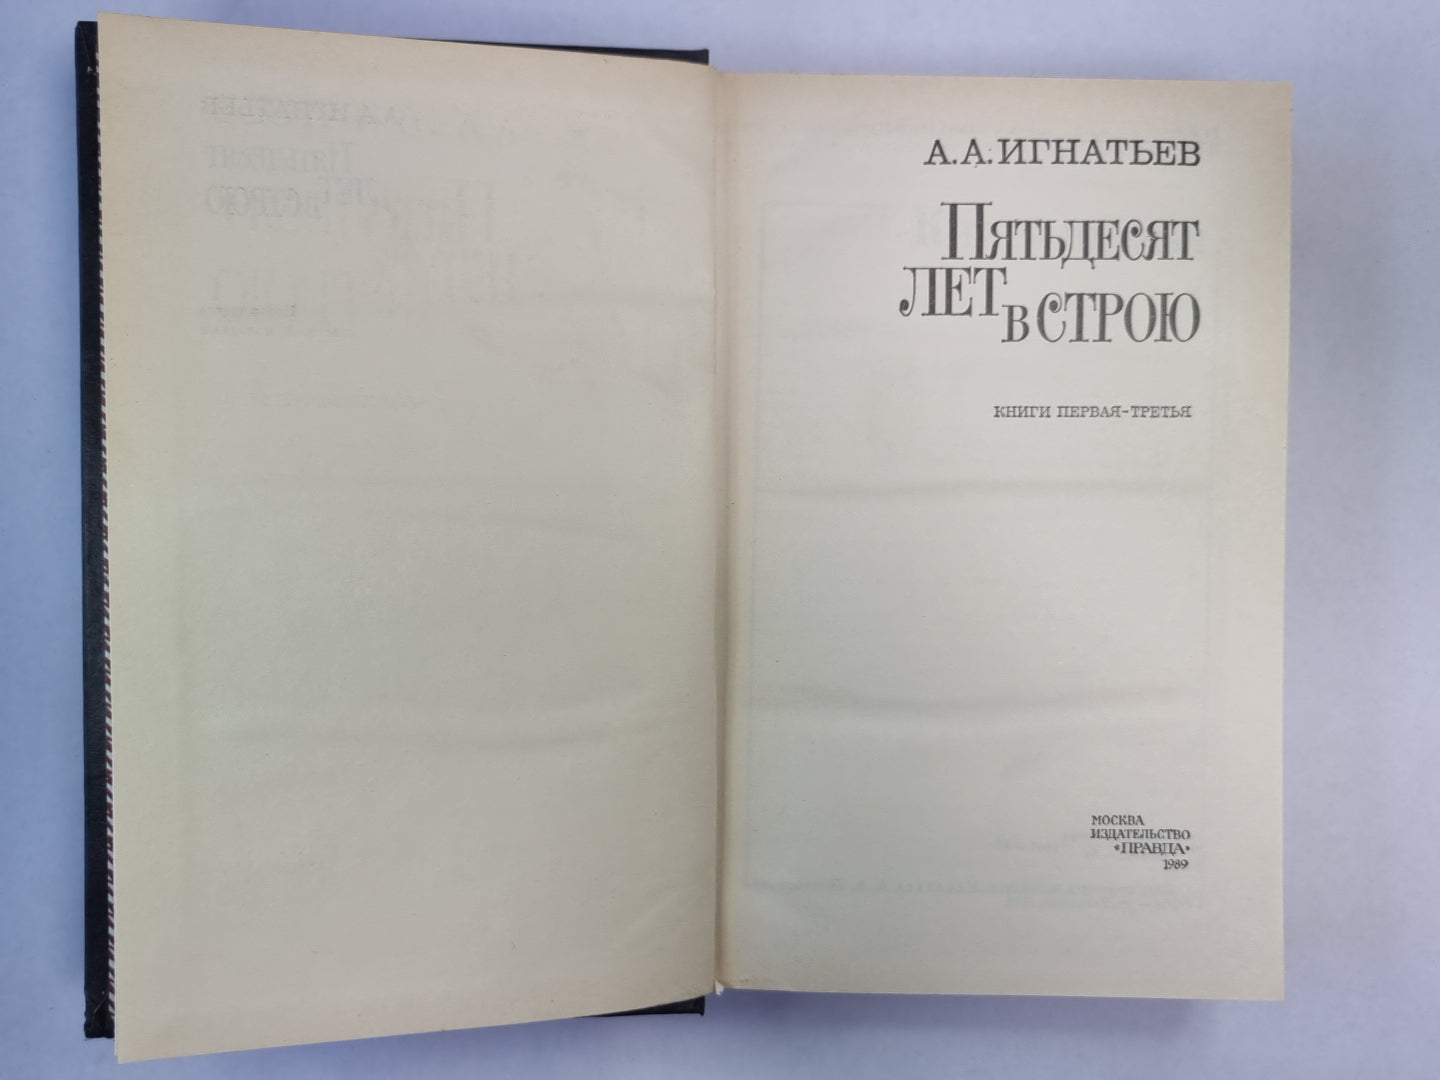 А. А. ИГНАТЬЕВ
ПЯТЬДЕСЯТ
ЛЕТ В СТРОЮ
КНИГИ ПЕРВАЯ-ТРЕТЬЯ
МОСКВА
ИЗДАТЕЛЬСТВО
«ПРАВДА»
1989